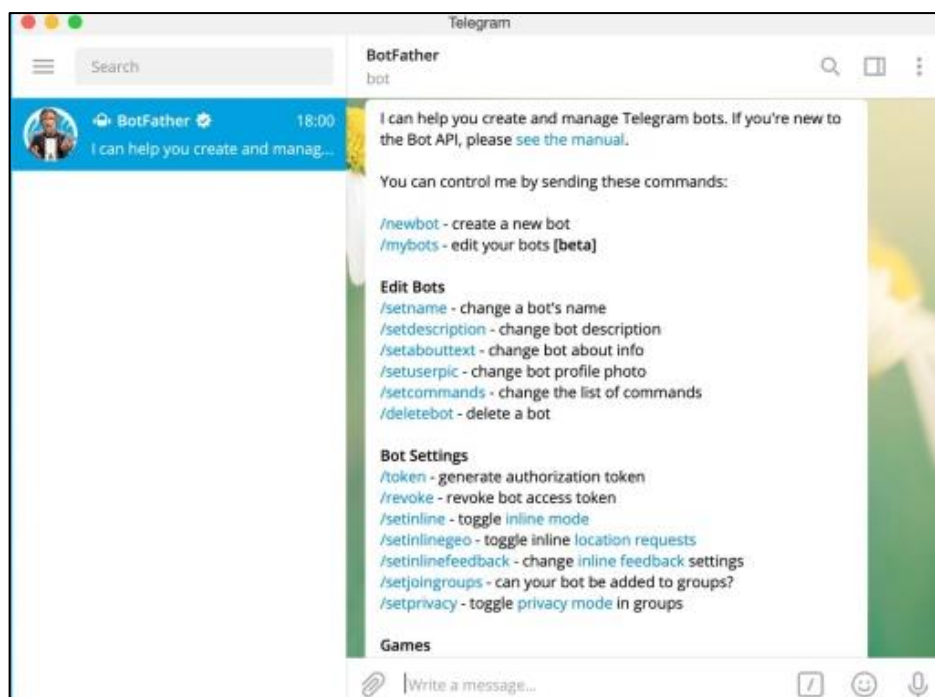 Telegram
Search
BotFather
18:00
I can help you create and manag...
BotFather
bot
I can help you create and manage Telegram bots. If you're new to
the Bot API, please see the manual.
You can control me by sending these commands:
/newbot - create a new bot
/mybots - edit your bots [beta]
Edit Bots
/setname - change a bot's name
/setdescription - change bot description
/setabouttext - change bot about info
/setuserpic - change bot profile photo
/setcommands - change the list of commands
/deletebot - delete a bot
Bot Settings
/token - generate authorization token
/revoke - revoke bot access token
/setinline - toggle inline mode
/setinlinegeo - toggle inline location requests
/setinlinefeedback - change inline feedback settings
/setjoingroups - can your bot be added to groups?
/setprivacy - toggle privacy mode in groups
Games
Write a message...